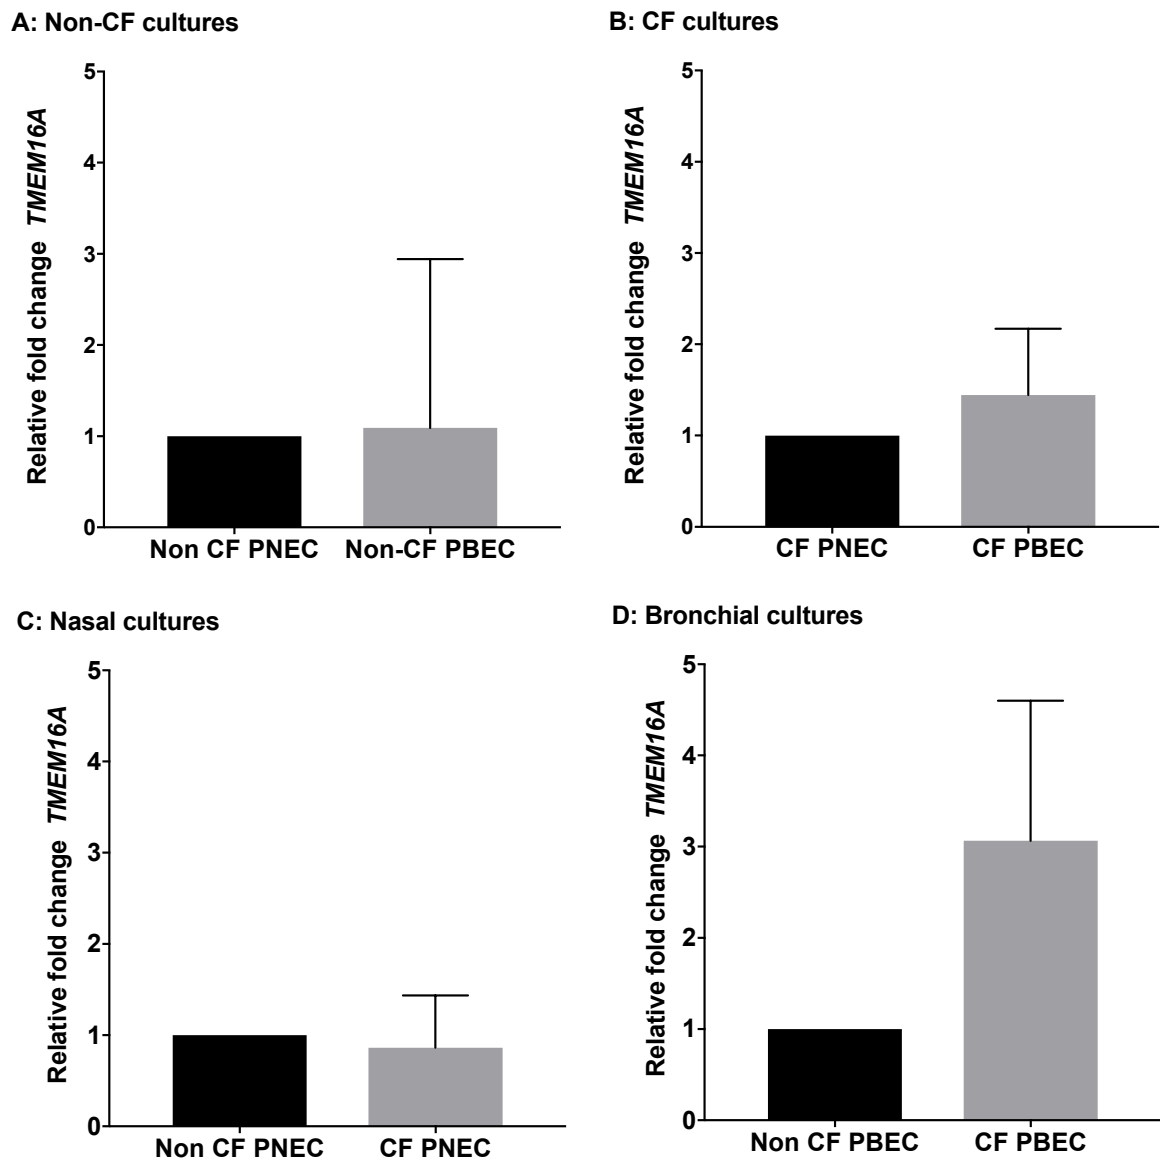 A: Non-CF cultures
Relative fold change TMEM16A
5
4
3
2
1
0
Non CF PNEC Non-CF PBEC
B: CF cultures
Relative fold change TMEM16A
5
4
3
2
1
0
CF PNEC CF PBEC
C: Nasal cultures
Relative fold change TMEM16A
5
4
3
2
1
0
Non CF PNEC CF PNEC
D: Bronchial cultures
Relative fold change TMEM16A
5
4
3
2
1
0
Non CF PBEC CF PBEC